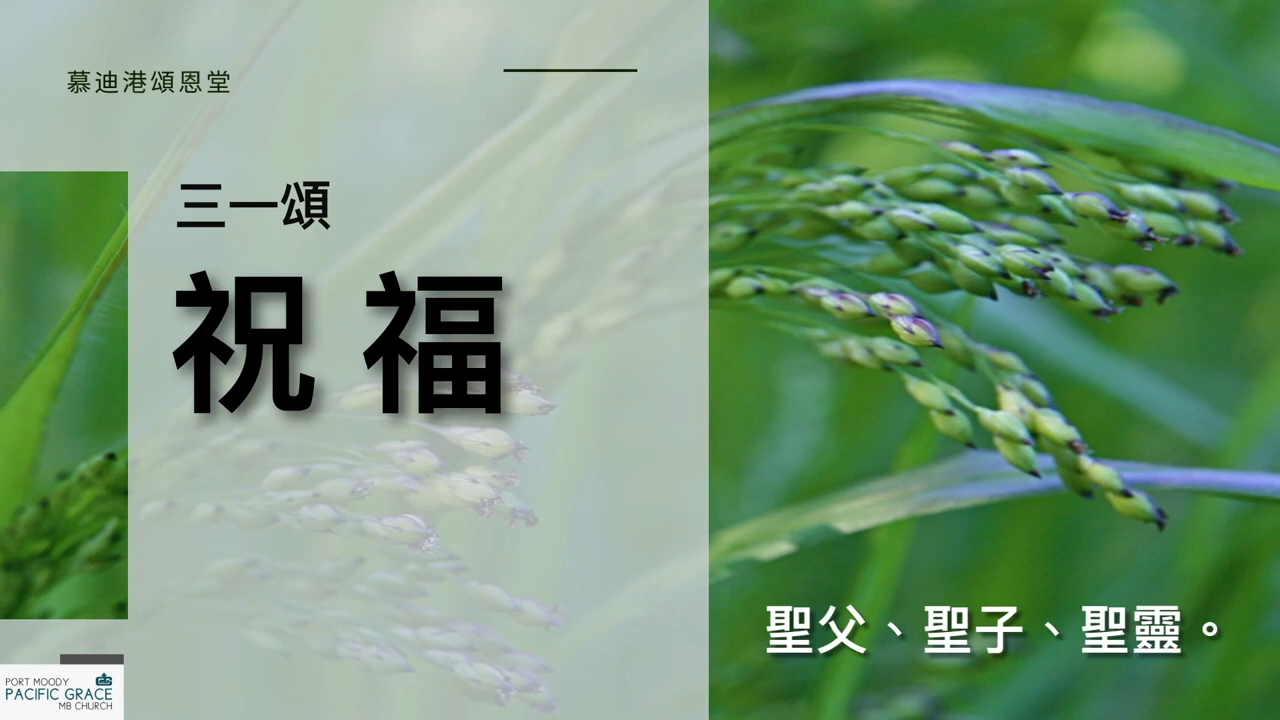 慕迪港頌恩堂
三一頌
祝福
聖父、聖子、聖靈。
PORT MOODY
PACIFIC GRACE
MB CHURCH